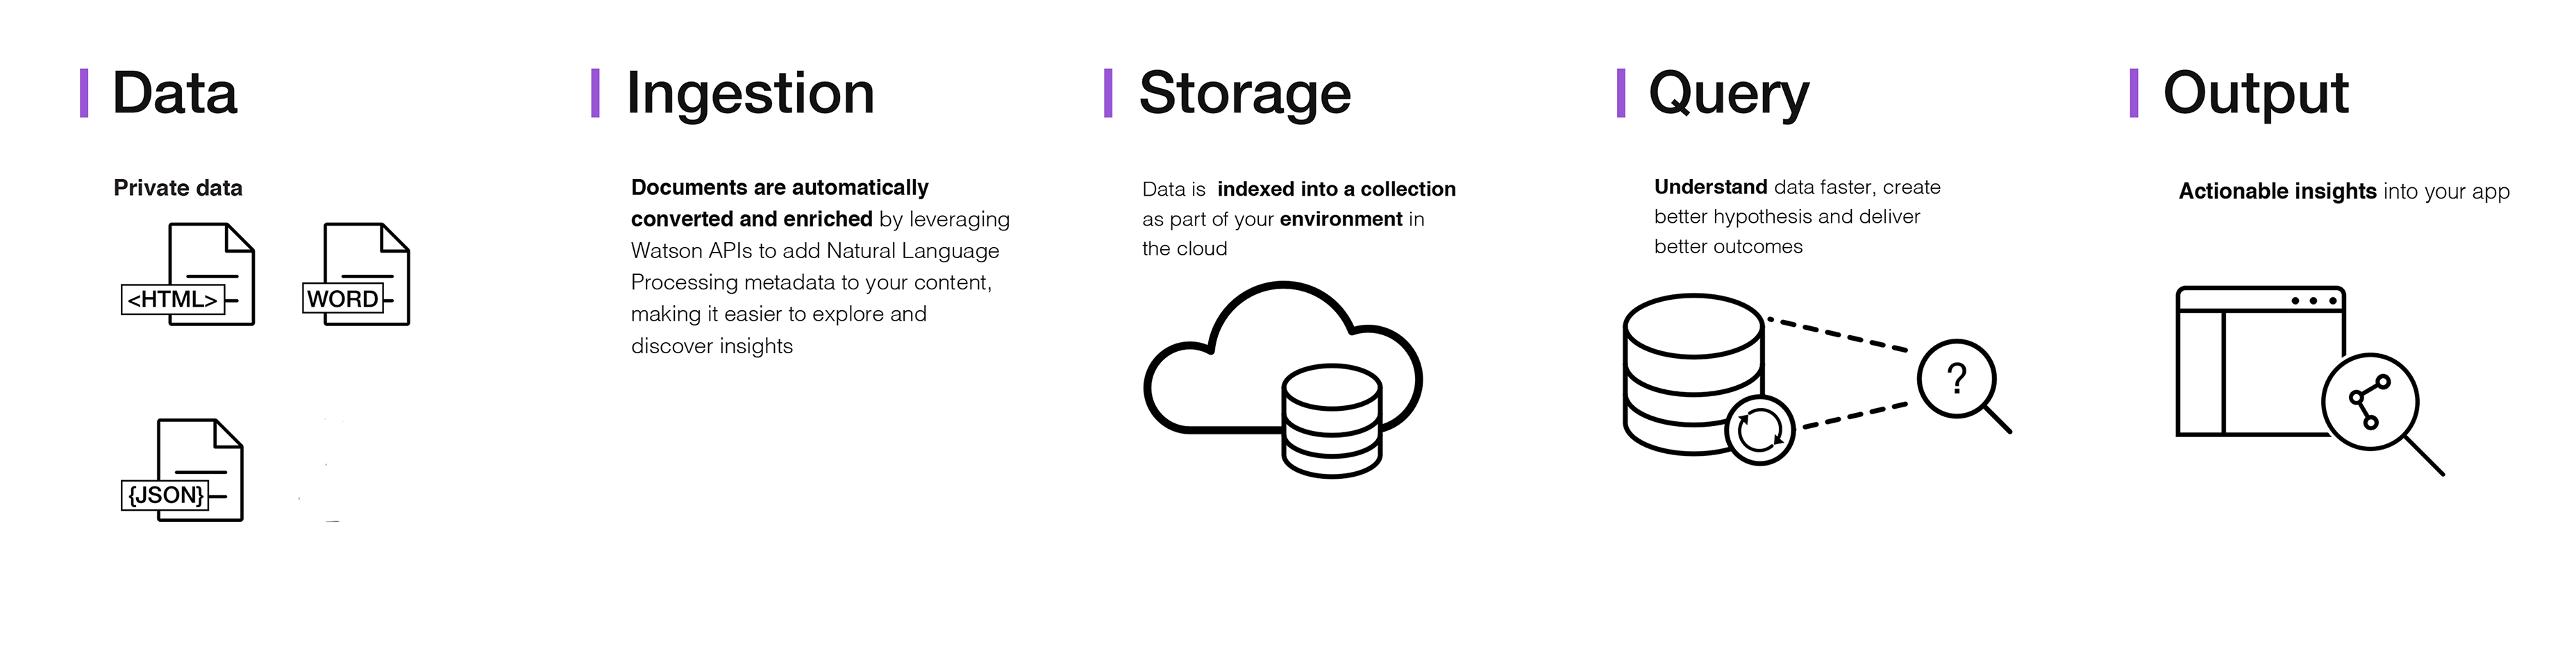 Data
Private data
<HTML>
WORD
{JSON}
Ingestion
Documents are automatically
converted and enriched by leveraging
Watson APIs to add Natural Language
Processing metadata to your content,
making it easier to explore and
discover insights
Storage
Data is indexed into a collection
as part of your environment in
the cloud
Query
Understand data faster, create
better hypothesis and deliver
better outcomes
?
Output
Actionable insights into your app